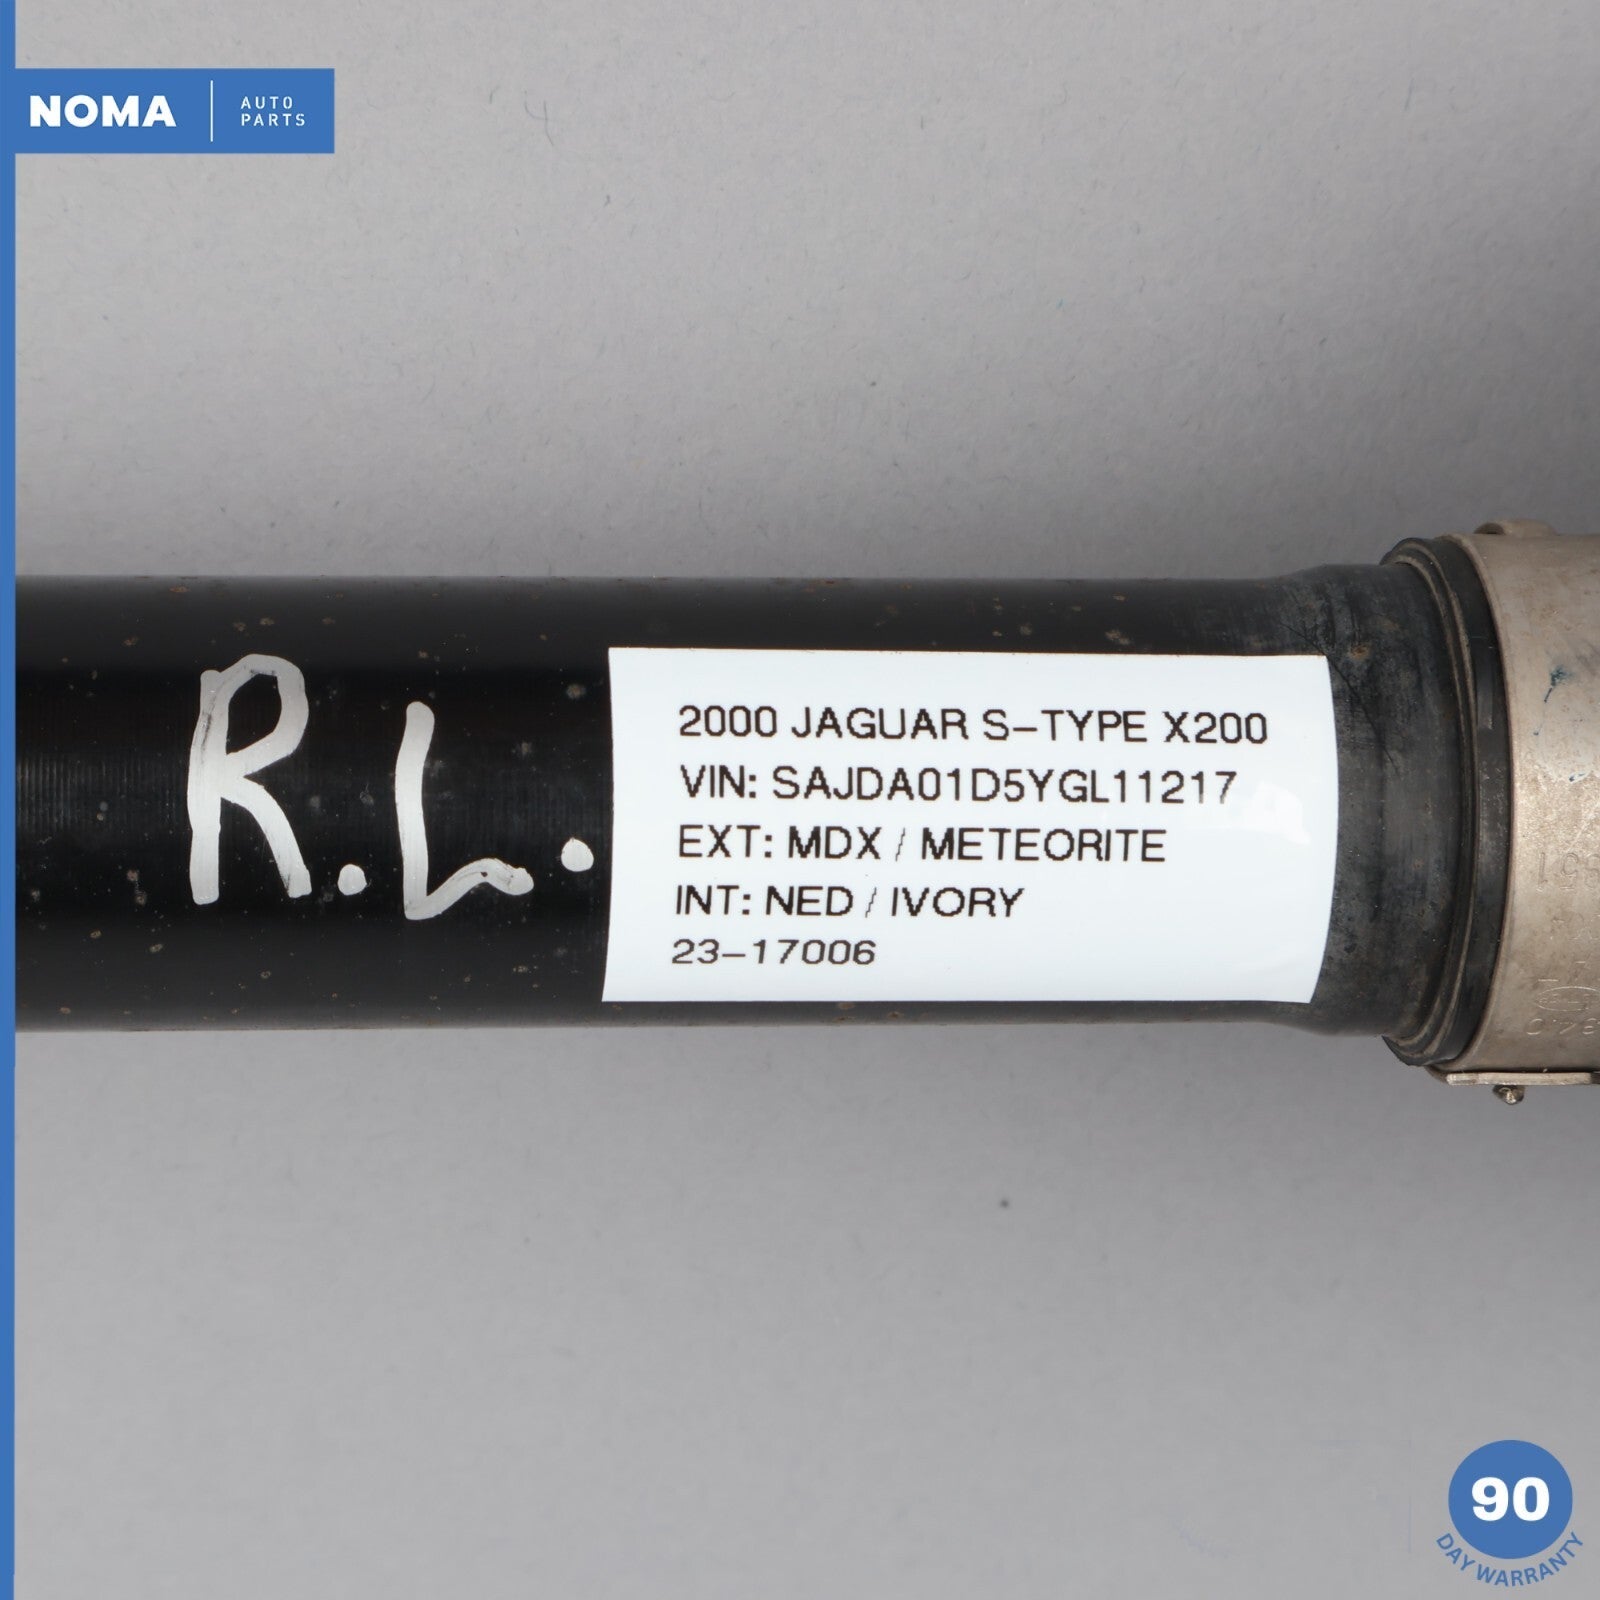 NOMA
AUTO
PARTS
R.L.
2000 JAGUAR S-TYPE X200
VIN: SAJDA01D5YGL11217
EXT: MDX / METEORITE
INT: NED / IVORY
23-17006
90
DAY WARRANTY